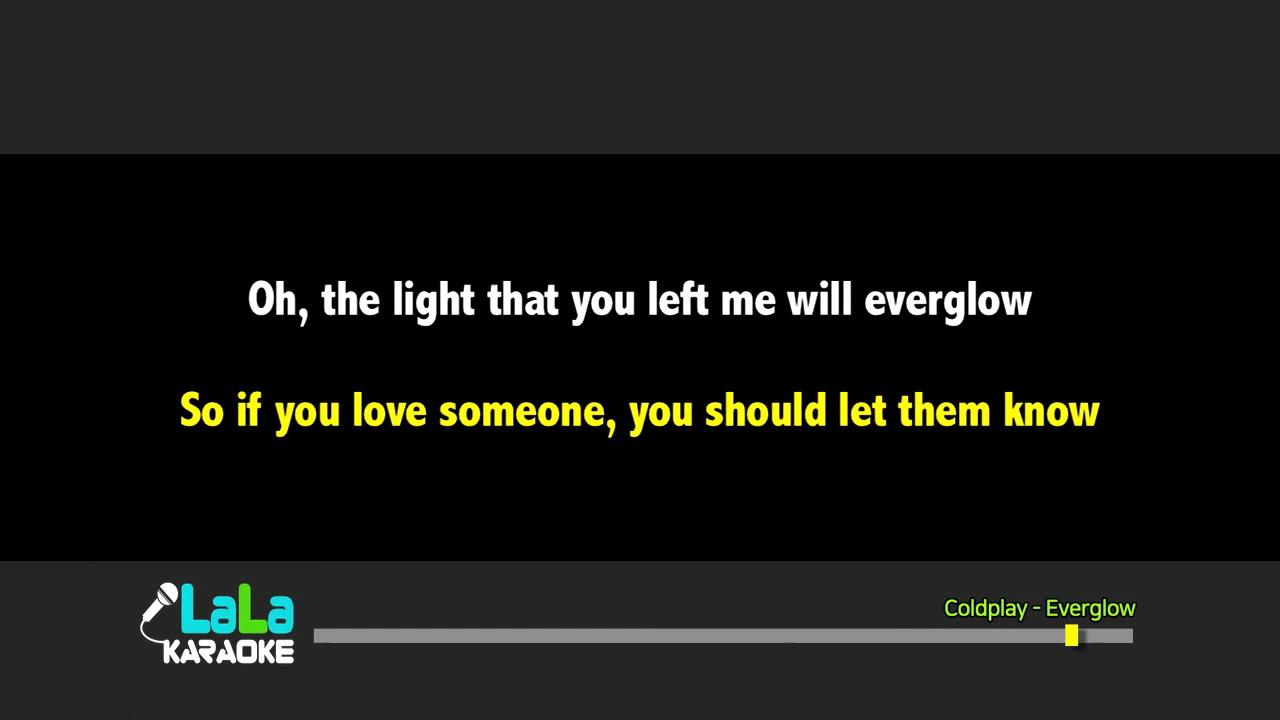 Oh, the light that you left me will everglow
So if you love someone, you should let them know
LaLa
KARAOKE
Coldplay - Everglow